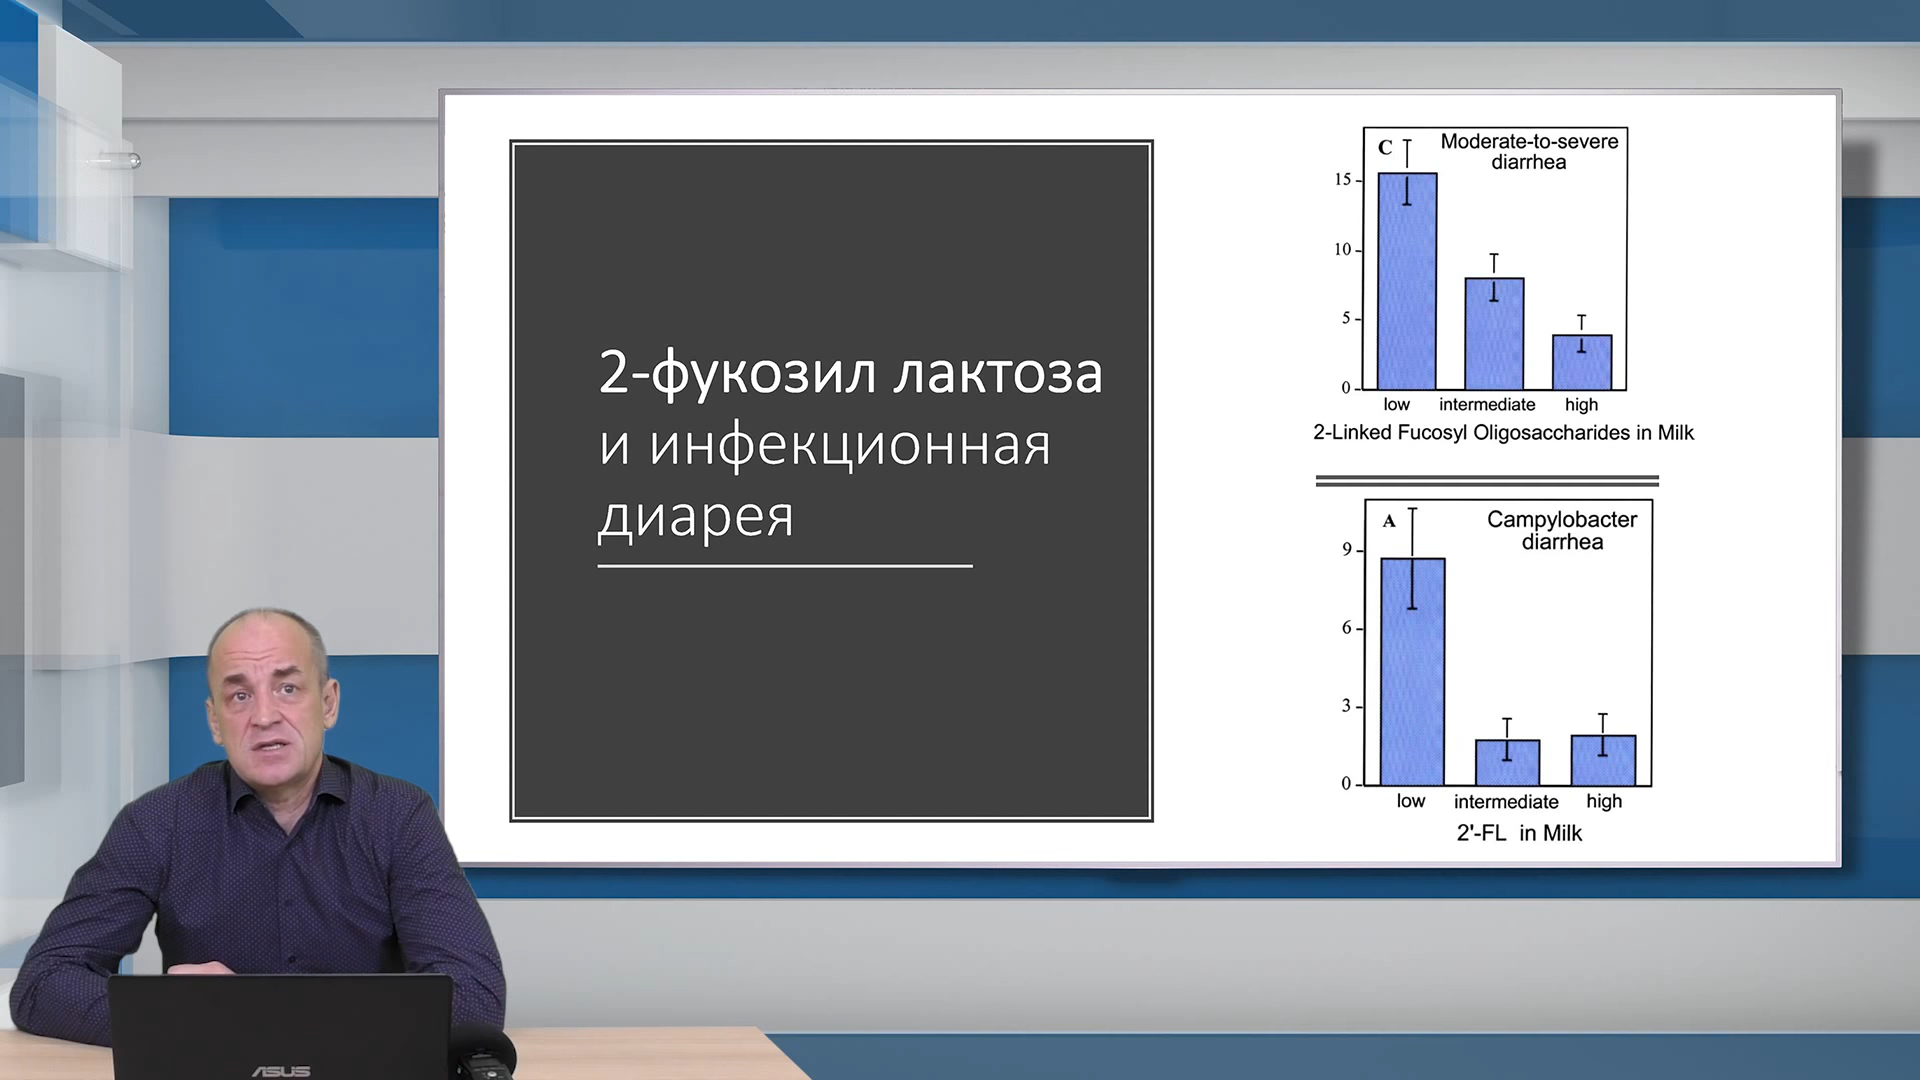 2-фукозил лактоза
и инфекционная
диарея
C
Moderate-to-severe
diarrhea
15
10
5
0
low intermediate high
2-Linked Fucosyl Oligosaccharides in Milk
A
Campylobacter
diarrhea
9
6
3
0
low intermediate high
2'-FL in Milk
ASUS